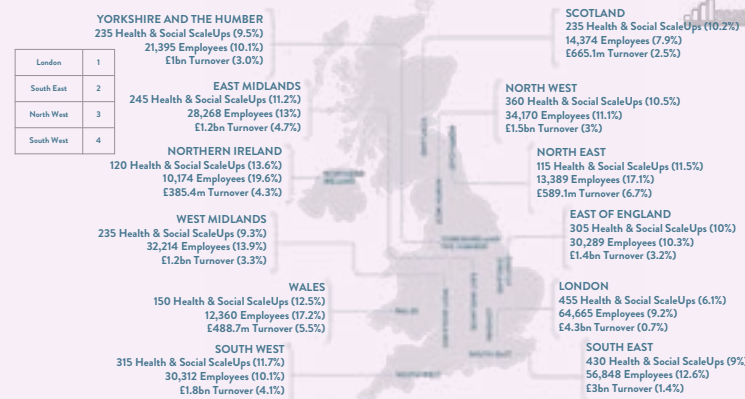 YORKSHIRE AND THE HUMBER
235 Health & Social ScaleUps (9.5%)
21,395 Employees (10.1%)
£1bn Turnover (3.0%)
SCOTLAND
235 Health & Social ScaleUps (10.2%)
14,374 Employees (7.9%)
£665.1m Turnover (2.5%)
London 1
South East 2
North West 3
South West 4
EAST MIDLANDS
245 Health & Social ScaleUps (11.2%)
28,268 Employees (13%)
£1.2bn Turnover (4.7%)
NORTH WEST
360 Health & Social ScaleUps (10.5%)
34,170 Employees (11.1%)
£1.5bn Turnover (3%)
NORTHERN IRELAND
120 Health & Social ScaleUps (13.6%)
10,174 Employees (19.6%)
£385.4m Turnover (4.3%)
NORTH EAST
115 Health & Social ScaleUps (11.5%)
13,389 Employees (17.1%)
£589.1m Turnover (6.7%)
WEST MIDLANDS
235 Health & Social ScaleUps (9.3%)
32,214 Employees (13.9%)
£1.2bn Turnover (3.3%)
EAST OF ENGLAND
305 Health & Social ScaleUps (10%)
30,289 Employees (10.3%)
£1.4bn Turnover (3.2%)
WALES
150 Health & Social ScaleUps (12.5%)
12,360 Employees (17.2%)
£488.7m Turnover (5.5%)
LONDON
455 Health & Social ScaleUps (6.1%)
64,665 Employees (9.2%)
£4.3bn Turnover (0.7%)
SOUTH WEST
315 Health & Social ScaleUps (11.7%)
30,312 Employees (10.1%)
£1.8bn Turnover (4.1%)
SOUTH EAST
430 Health & Social ScaleUps (9%)
56,848 Employees (12.6%)
£3bn Turnover (1.4%)